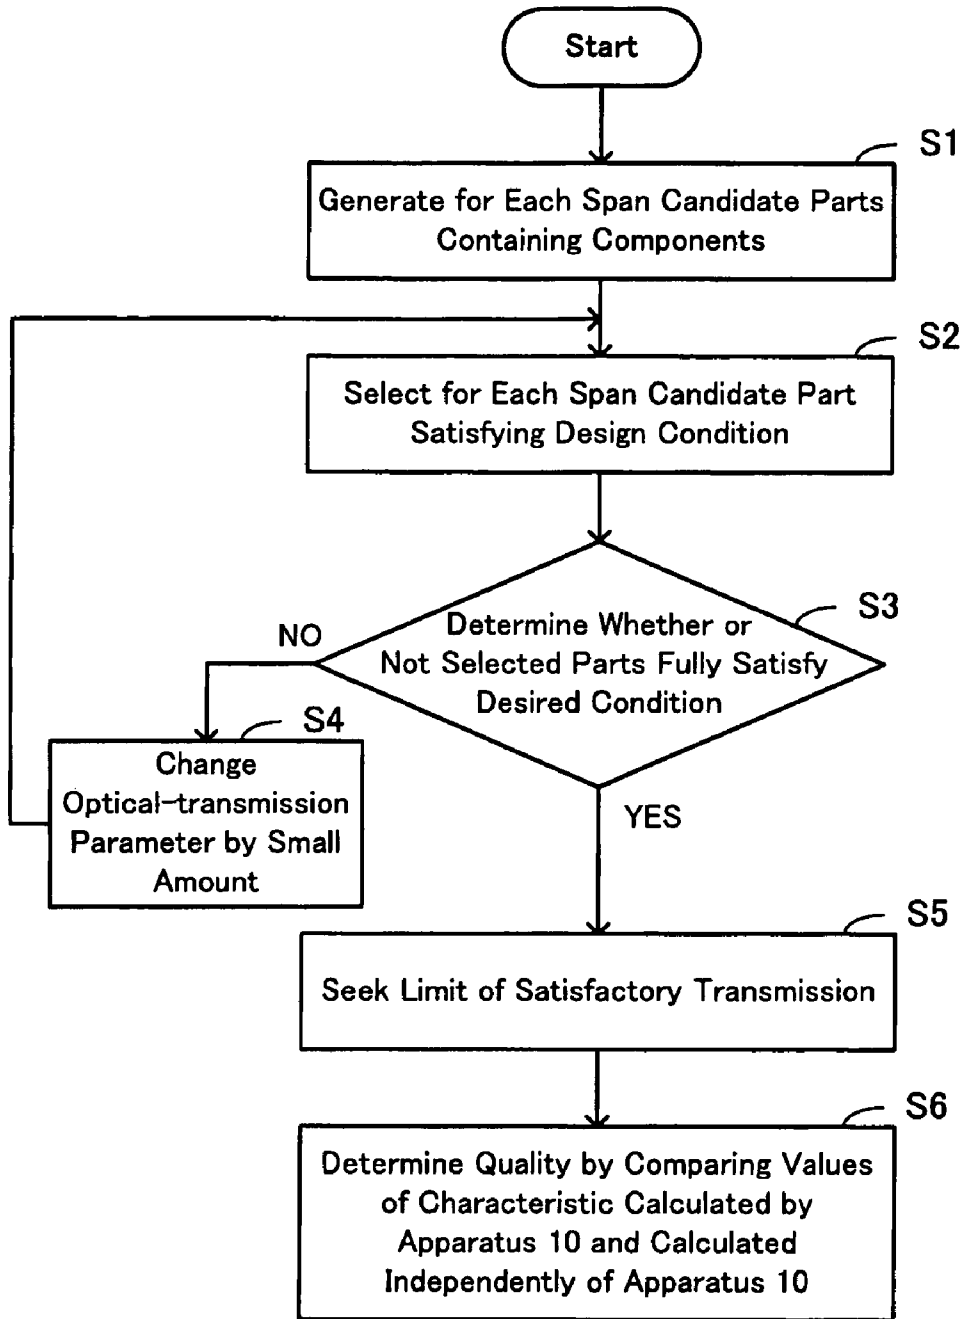 Start
S1
Generate for Each Span Candidate Parts
Containing Components
S2
Select for Each Span Candidate Part
Satisfying Design Condition
S3
Determine Whether or
Not Selected Parts Fully Satisfy
Desired Condition
NO
S4
Change
Optical-transmission
Parameter by Small
Amount
YES
S5
Seek Limit of Satisfactory Transmission
S6
Determine Quality by Comparing Values
of Characteristic Calculated by
Apparatus 10 and Calculated
Independently of Apparatus 10